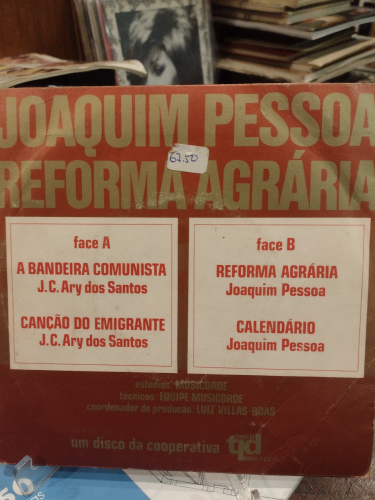 JOAQUIM PESSOA
67.50
REFORMA AGRÁRIA
face A
A BANDEIRA COMUNISTA
J.C. Ary dos Santos
CANÇÃO DO EMIGRANTE
J.C. Ary dos Santos
face B
REFORMA AGRÁRIA
Joaquim Pessoa
CALENDÁRIO
Joaquim Pessoa
estúdios: MUSICORDE
técnicos: EQUIPE MUSICORDE
coordenador de produção: LUIZ VILLAS-BOAS
um disco da cooperativa
56